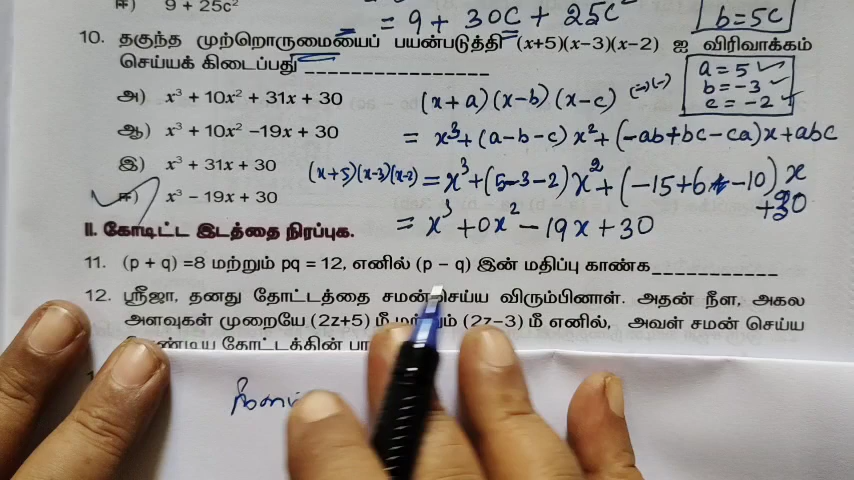 ஈ) 9 + 25c²
= 9 + 30C + 25C²
b = 5C
10. தகுந்த முற்றொருமையைப் பயன்படுத்தி (x+5)(x−3)(x−2) ஐ விரிவாக்கம்
செய்யக் கிடைப்பது
a = 5
b = −3
c = −2
அ) x³ + 10x² + 31x + 30
(x+a)(x−b)(x−c)
ஆ) x³ + 10x² −19x + 30
= x³+(a−b−c)x²+(−ab+bc−ca)x+abc
இ) x³ + 31x + 30
(x+5)(x−3)(x−2) = x³+(5−3−2)x²+(−15+6−10)x
+30
ஈ) x³ − 19x + 30
= x³ + 0x² − 19x + 30
II. கோடிட்ட இடத்தை நிரப்புக.
11. (p + q) =8 மற்றும் pq = 12, எனில் (p − q) இன் மதிப்பு காண்க
12. ஸ்ரீஜா, தனது தோட்டத்தை சமன்செய்ய விரும்பினாள். அதன் நீள, அகல
அளவுகள் முறையே (2z+5) மீ மற்றும் (2z−3) மீ எனில், அவள் சமன் செய்ய
தோட்டத்தின்